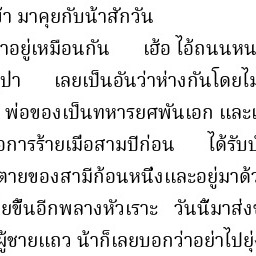 มาคุยกับน้าสักวัน
อยู่เหมือนกัน เฮ้อ ไอ้ถนนหน
เลยเป็นอันว่าห่างกันโดยไม
พ่อของเป็นทหารยศพันเอก และเ
การร้ายเมื่อสามปีก่อน ได้รับบ
ตายของสามีก้อนหนึ่งและอยู่มาด้ว
ยขึ้นอีกพลางหัวเราะ วันนี้มาส่งข
ผู้ชายแถว น้าก็เลยบอกว่าอย่าไปยุ่ง